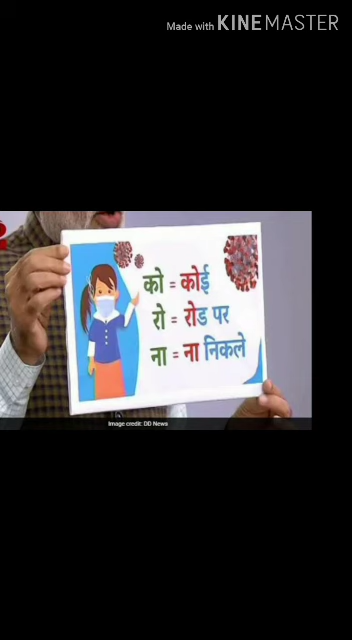 Made with KINEMASTER
को = कोई
रो = रोड पर
ना = ना निकले
Image credit: DD News